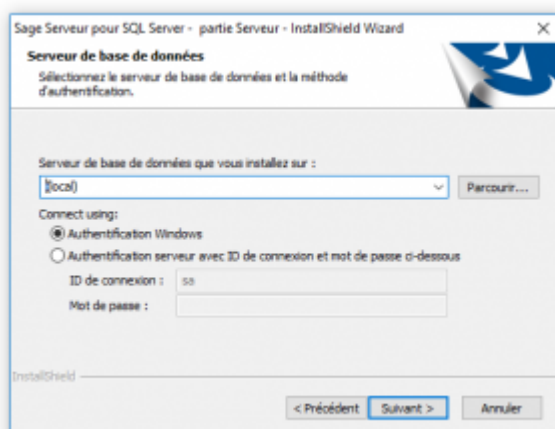 Sage Serveur pour SQL Server - partie Serveur - InstallShield Wizard
Serveur de base de données
Sélectionnez le serveur de base de données et la méthode
d'authentification.
Serveur de base de données que vous installez sur :
(local)
Parcourir....
Connect using:
Authentification Windows
Authentification serveur avec ID de connexion et mot de passe ci-dessous
ID de connexion :
sa
Mot de passe :
InstallShield
< Précédent
Suivant >
Annuler